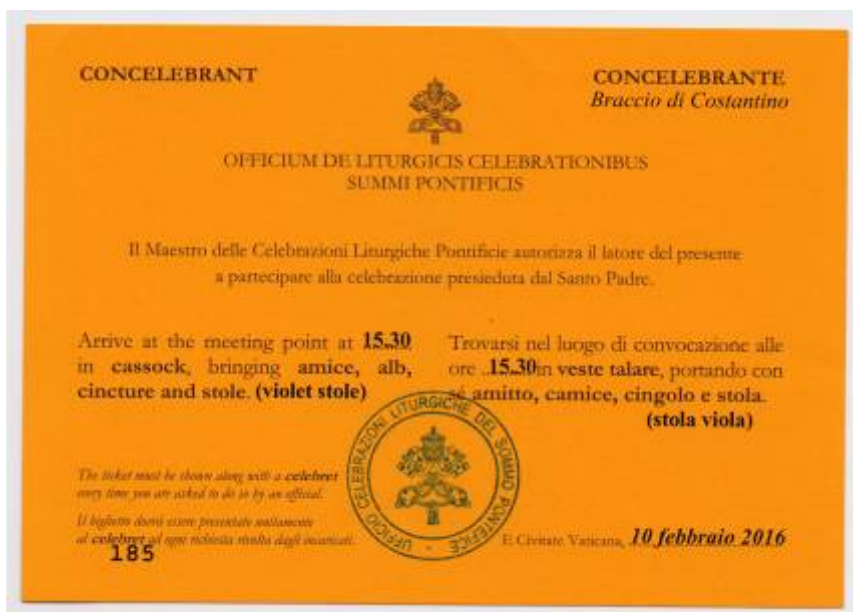 CONCELEBRANT
CONCELEBRANTE
Braccio di Costantino
OFFICIUM DE LITURGICIS CELEBRATIONIBUS
SUMMI PONTIFICIS
Il Maestro delle Celebrazioni Liturgiche Pontificie autorizza il latore del presente
a partecipare alla celebrazione presieduta dal Santo Padre.
Arrive at the meeting point at 15.30
in cassock, bringing amice, alb,
cincture and stole. (violet stole)
Trovarsi nel luogo di convocazione alle
ore ..15.30in veste talare, portando con
sé amitto, camice, cingolo e stola.
(stola viola)
UFFICIO CELEBRAZIONI LITURGICHE DEL SOMMO PONTEFICE
The ticket must be shown along with a celebret
every time you are asked to do so by an official.
Il biglietto dovrà essere presentato unitamente
al celebret ad ogni richiesta rivolta dagli incaricati.
185
E Civitate Vaticana, 10 febbraio 2016